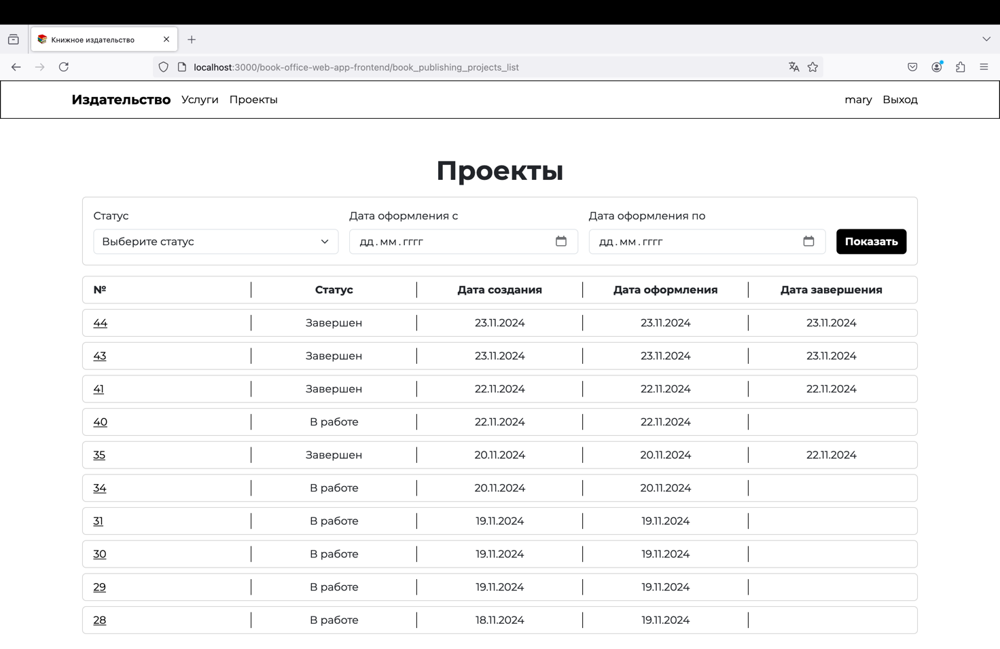 Книжное издательство
localhost:3000/book-office-web-app-frontend/book_publishing_projects_list
Издательство Услуги Проекты mary Выход
Проекты
Статус Дата оформления с Дата оформления по
Выберите статус дд.мм.гггг дд.мм.гггг Показать
№ Статус Дата создания Дата оформления Дата завершения
44 Завершен 23.11.2024 23.11.2024 23.11.2024
43 Завершен 23.11.2024 23.11.2024 23.11.2024
41 Завершен 22.11.2024 22.11.2024 22.11.2024
40 В работе 22.11.2024 22.11.2024
35 Завершен 20.11.2024 20.11.2024 22.11.2024
34 В работе 20.11.2024 20.11.2024
31 В работе 19.11.2024 19.11.2024
30 В работе 19.11.2024 19.11.2024
29 В работе 19.11.2024 19.11.2024
28 В работе 18.11.2024 19.11.2024